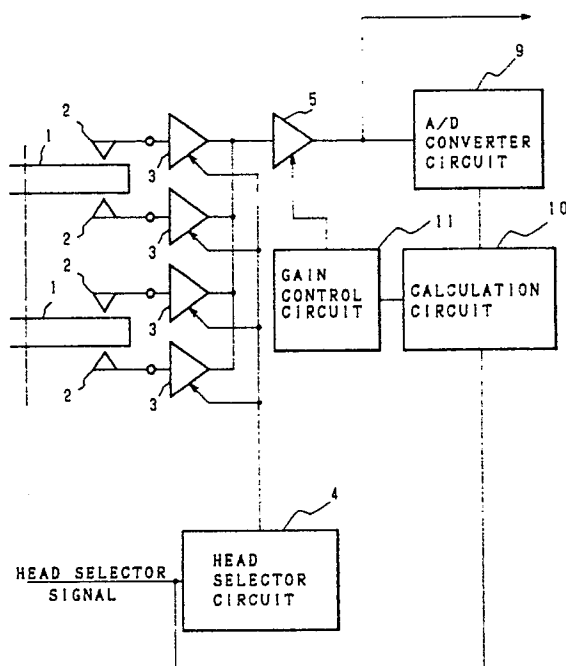 9
5
2
A/D
CONVERTER
CIRCUIT
1
3
2
3
11
10
2
GAIN
CONTROL
CIRCUIT
CALCULATION
CIRCUIT
1
3
2
3
4
HEAD
SELECTOR
CIRCUIT
HEAD SELECTOR
SIGNAL